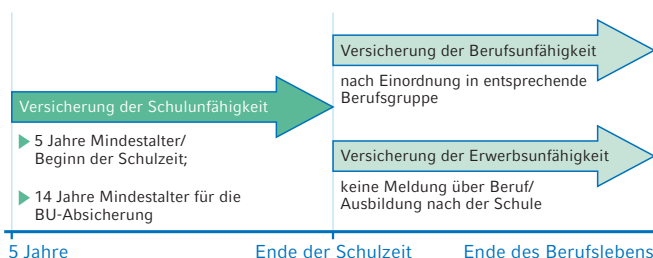 Versicherung der Schulunfähigkeit
5 Jahre Mindestalter/
Beginn der Schulzeit;
14 Jahre Mindestalter für die
BU-Absicherung
Versicherung der Berufsunfähigkeit
nach Einordnung in entsprechende
Berufsgruppe
Versicherung der Erwerbsunfähigkeit
keine Meldung über Beruf/
Ausbildung nach der Schule
5 Jahre
Ende der Schulzeit
Ende des Berufslebens